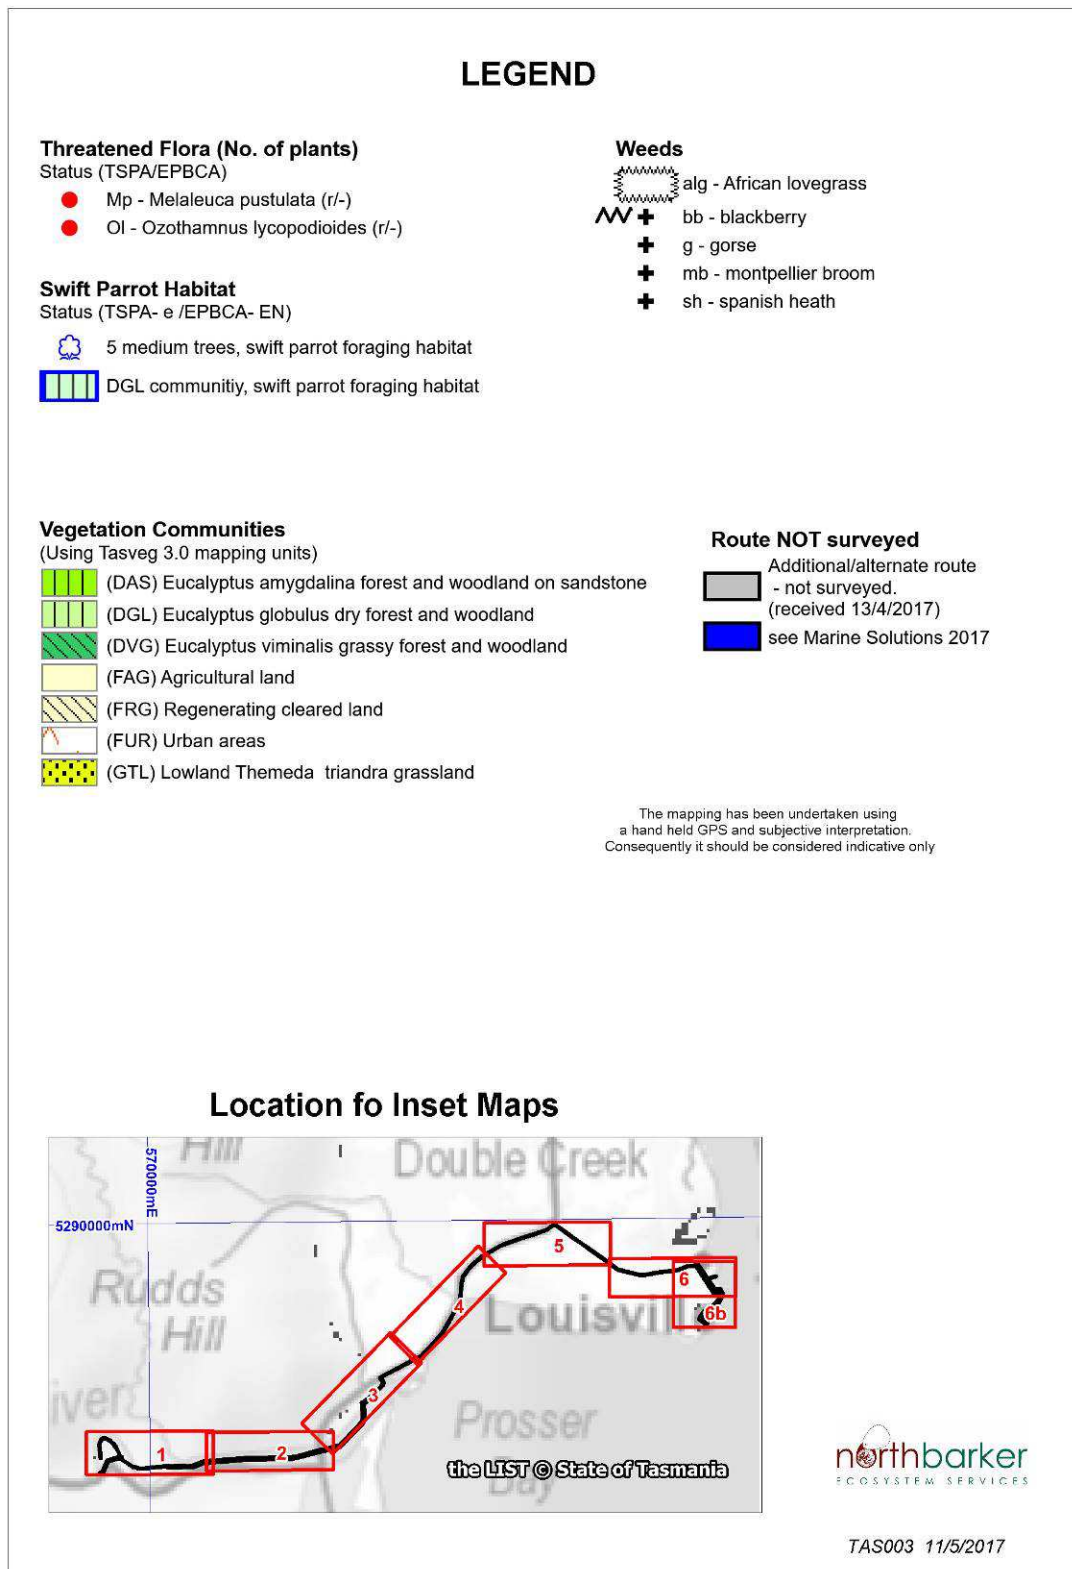 LEGEND
Threatened Flora (No. of plants)
Status (TSPA/EPBCA)
Mp - Melaleuca pustulata (r/-)
Ol - Ozothamnus lycopodioides (r/-)
Swift Parrot Habitat
Status (TSPA- e /EPBCA- EN)
5 medium trees, swift parrot foraging habitat
DGL communitiy, swift parrot foraging habitat
Weeds
alg - African lovegrass
bb - blackberry
g - gorse
mb - montpellier broom
sh - spanish heath
Vegetation Communities
(Using Tasveg 3.0 mapping units)
(DAS) Eucalyptus amygdalina forest and woodland on sandstone
(DGL) Eucalyptus globulus dry forest and woodland
(DVG) Eucalyptus viminalis grassy forest and woodland
(FAG) Agricultural land
(FRG) Regenerating cleared land
(FUR) Urban areas
(GTL) Lowland Themeda triandra grassland
Route NOT surveyed
Additional/alternate route
- not surveyed.
(received 13/4/2017)
see Marine Solutions 2017
The mapping has been undertaken using
a hand held GPS and subjective interpretation.
Consequently it should be considered indicative only
Location fo Inset Maps
Hill
570000mE
Double Creek
5290000mN
5
Rudds
Hill
6
4
Louisvill
6b
3
iver
Prosser
1
2
the LIST © State of Tasmania
Bay
northbarker
ECOSYSTEM SERVICES
TAS003 11/5/2017